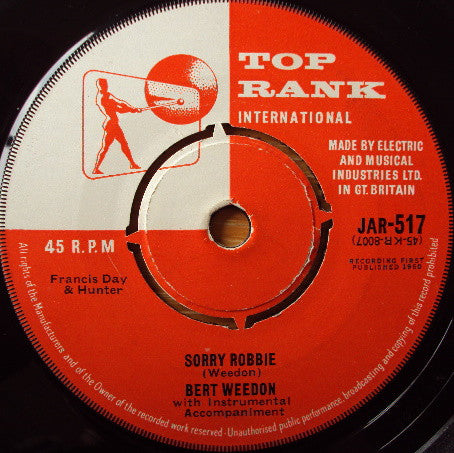 TOP
RANK
INTERNATIONAL
MADE BY ELECTRIC
AND MUSICAL
INDUSTRIES LTD.
IN GT. BRITAIN
45 R.P.M
JAR-517
(45-K-R-8007)
Francis Day
& Hunter
RECORDING FIRST
PUBLISHED 1960
SORRY ROBBIE
(Weedon)
BERT WEEDON
with Instrumental
Accompaniment
All rights of the Manufacturers and of the Owner of the recorded work reserved - Unauthorised public performance, broadcasting and copying of this record prohibited